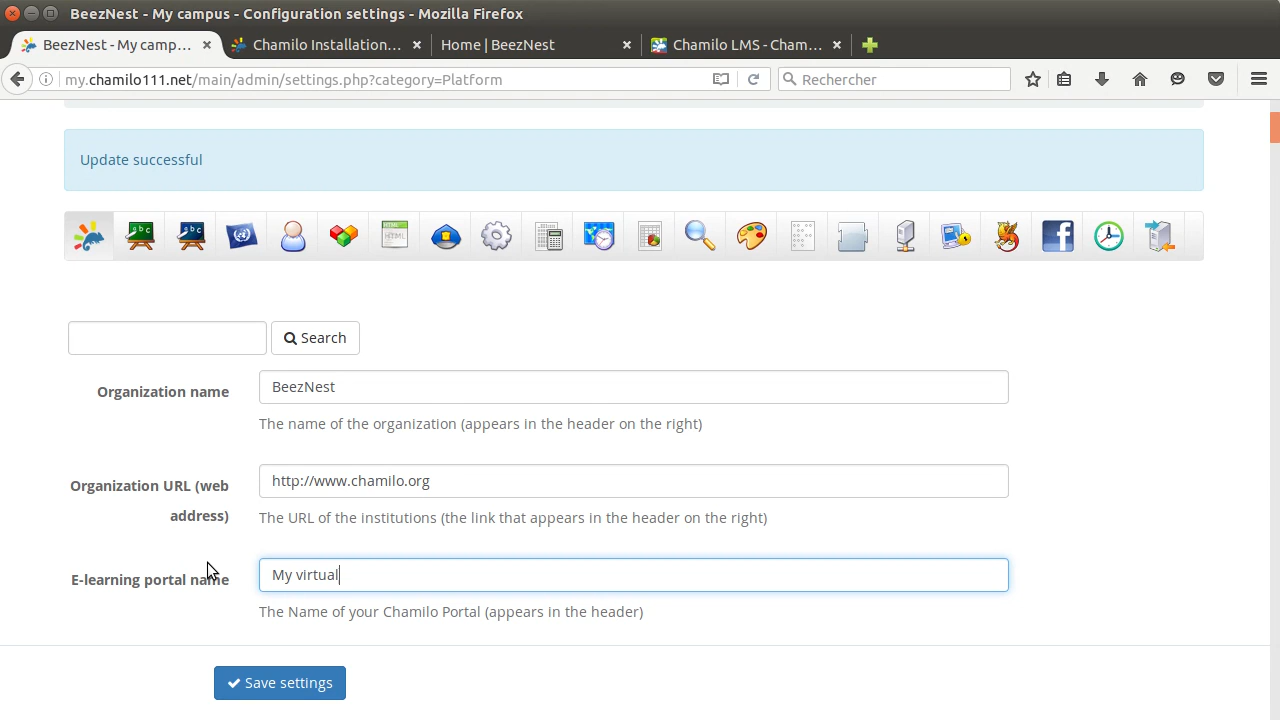 BeezNest - My campus - Configuration settings - Mozilla Firefox
BeezNest - My camp...
Chamilo Installation...
Home | BeezNest
Chamilo LMS - Cham...
my.chamilo111.net/main/admin/settings.php?category=Platform
Rechercher
Update successful
abc
abc
HTML
Search
Organization name
BeezNest
The name of the organization (appears in the header on the right)
Organization URL (web
address)
http://www.chamilo.org
The URL of the institutions (the link that appears in the header on the right)
E-learning portal name
My virtual
The Name of your Chamilo Portal (appears in the header)
Save settings